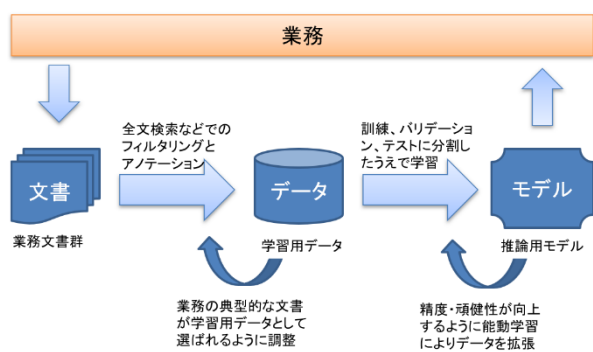 業務
全文検索などでの
フィルタリングと
アノテーション
訓練、バリデーショ
ン、テストに分割し
たうえで学習
文書
データ
モデル
業務文書群
学習用データ
推論用モデル
業務の典型的な文書
が学習用データとして
選ばれるように調整
精度・頑健性が向上
するように能動学習
によりデータを拡張